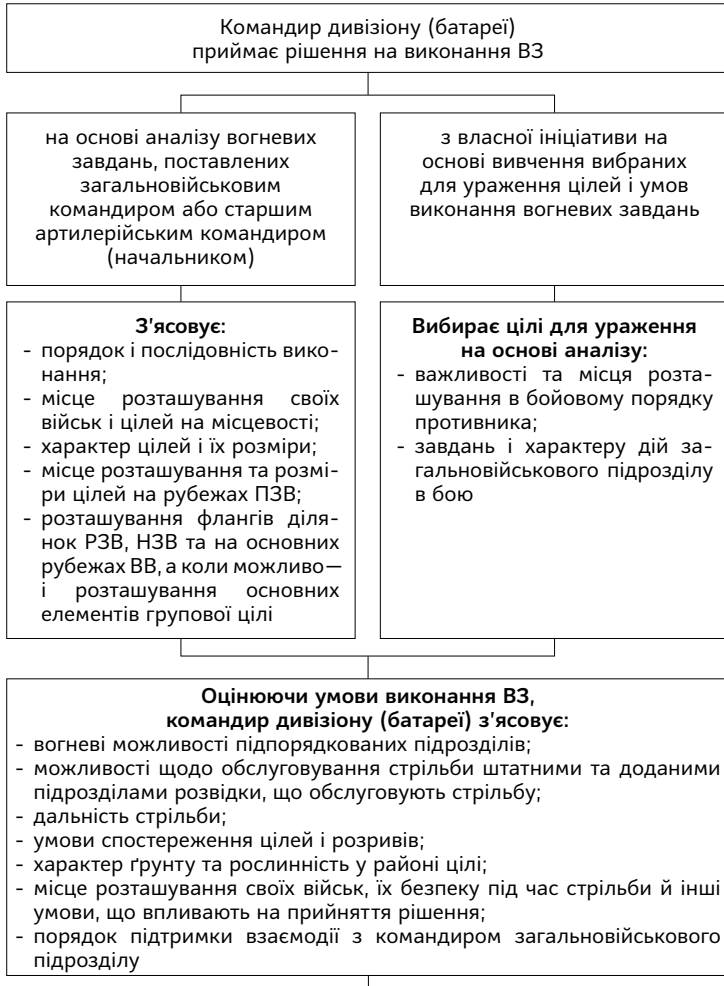 Командир дивізіону (батареї)
приймає рішення на виконання ВЗ
на основі аналізу вогневих
завдань, поставлених
загальновійськовим
командиром або старшим
артилерійським командиром
(начальником)
з власної ініціативи на
основі вивчення вибраних
для ураження цілей і умов
виконання вогневих завдань
З'ясовує:
- порядок і послідовність вико-
нання;
- місце розташування своїх
військ і цілей на місцевості;
- характер цілей і їх розміри;
- місце розташування та розмі-
ри цілей на рубежах ПЗВ;
- розташування флангів діля-
нок РЗВ, НЗВ та на основних
рубежах ВВ, а коли можливо—
і розташування основних
елементів групової цілі
Вибирає цілі для ураження
на основі аналізу:
- важливості та місця розта-
шування в бойовому порядку
противника;
- завдань і характеру дій за-
гальновійськового підрозділу
в бою
Оцінюючи умови виконання ВЗ,
командир дивізіону (батареї) з'ясовує:
- вогневі можливості підпорядкованих підрозділів;
- можливості щодо обслуговування стрільби штатними та доданими
підрозділами розвідки, що обслуговують стрільбу;
- дальність стрільби;
- умови спостереження цілей і розривів;
- характер ґрунту та рослинність у районі цілі;
- місце розташування своїх військ, їх безпеку під час стрільби й інші
умови, що впливають на прийняття рішення;
- порядок підтримки взаємодії з командиром загальновійськового
підрозділу